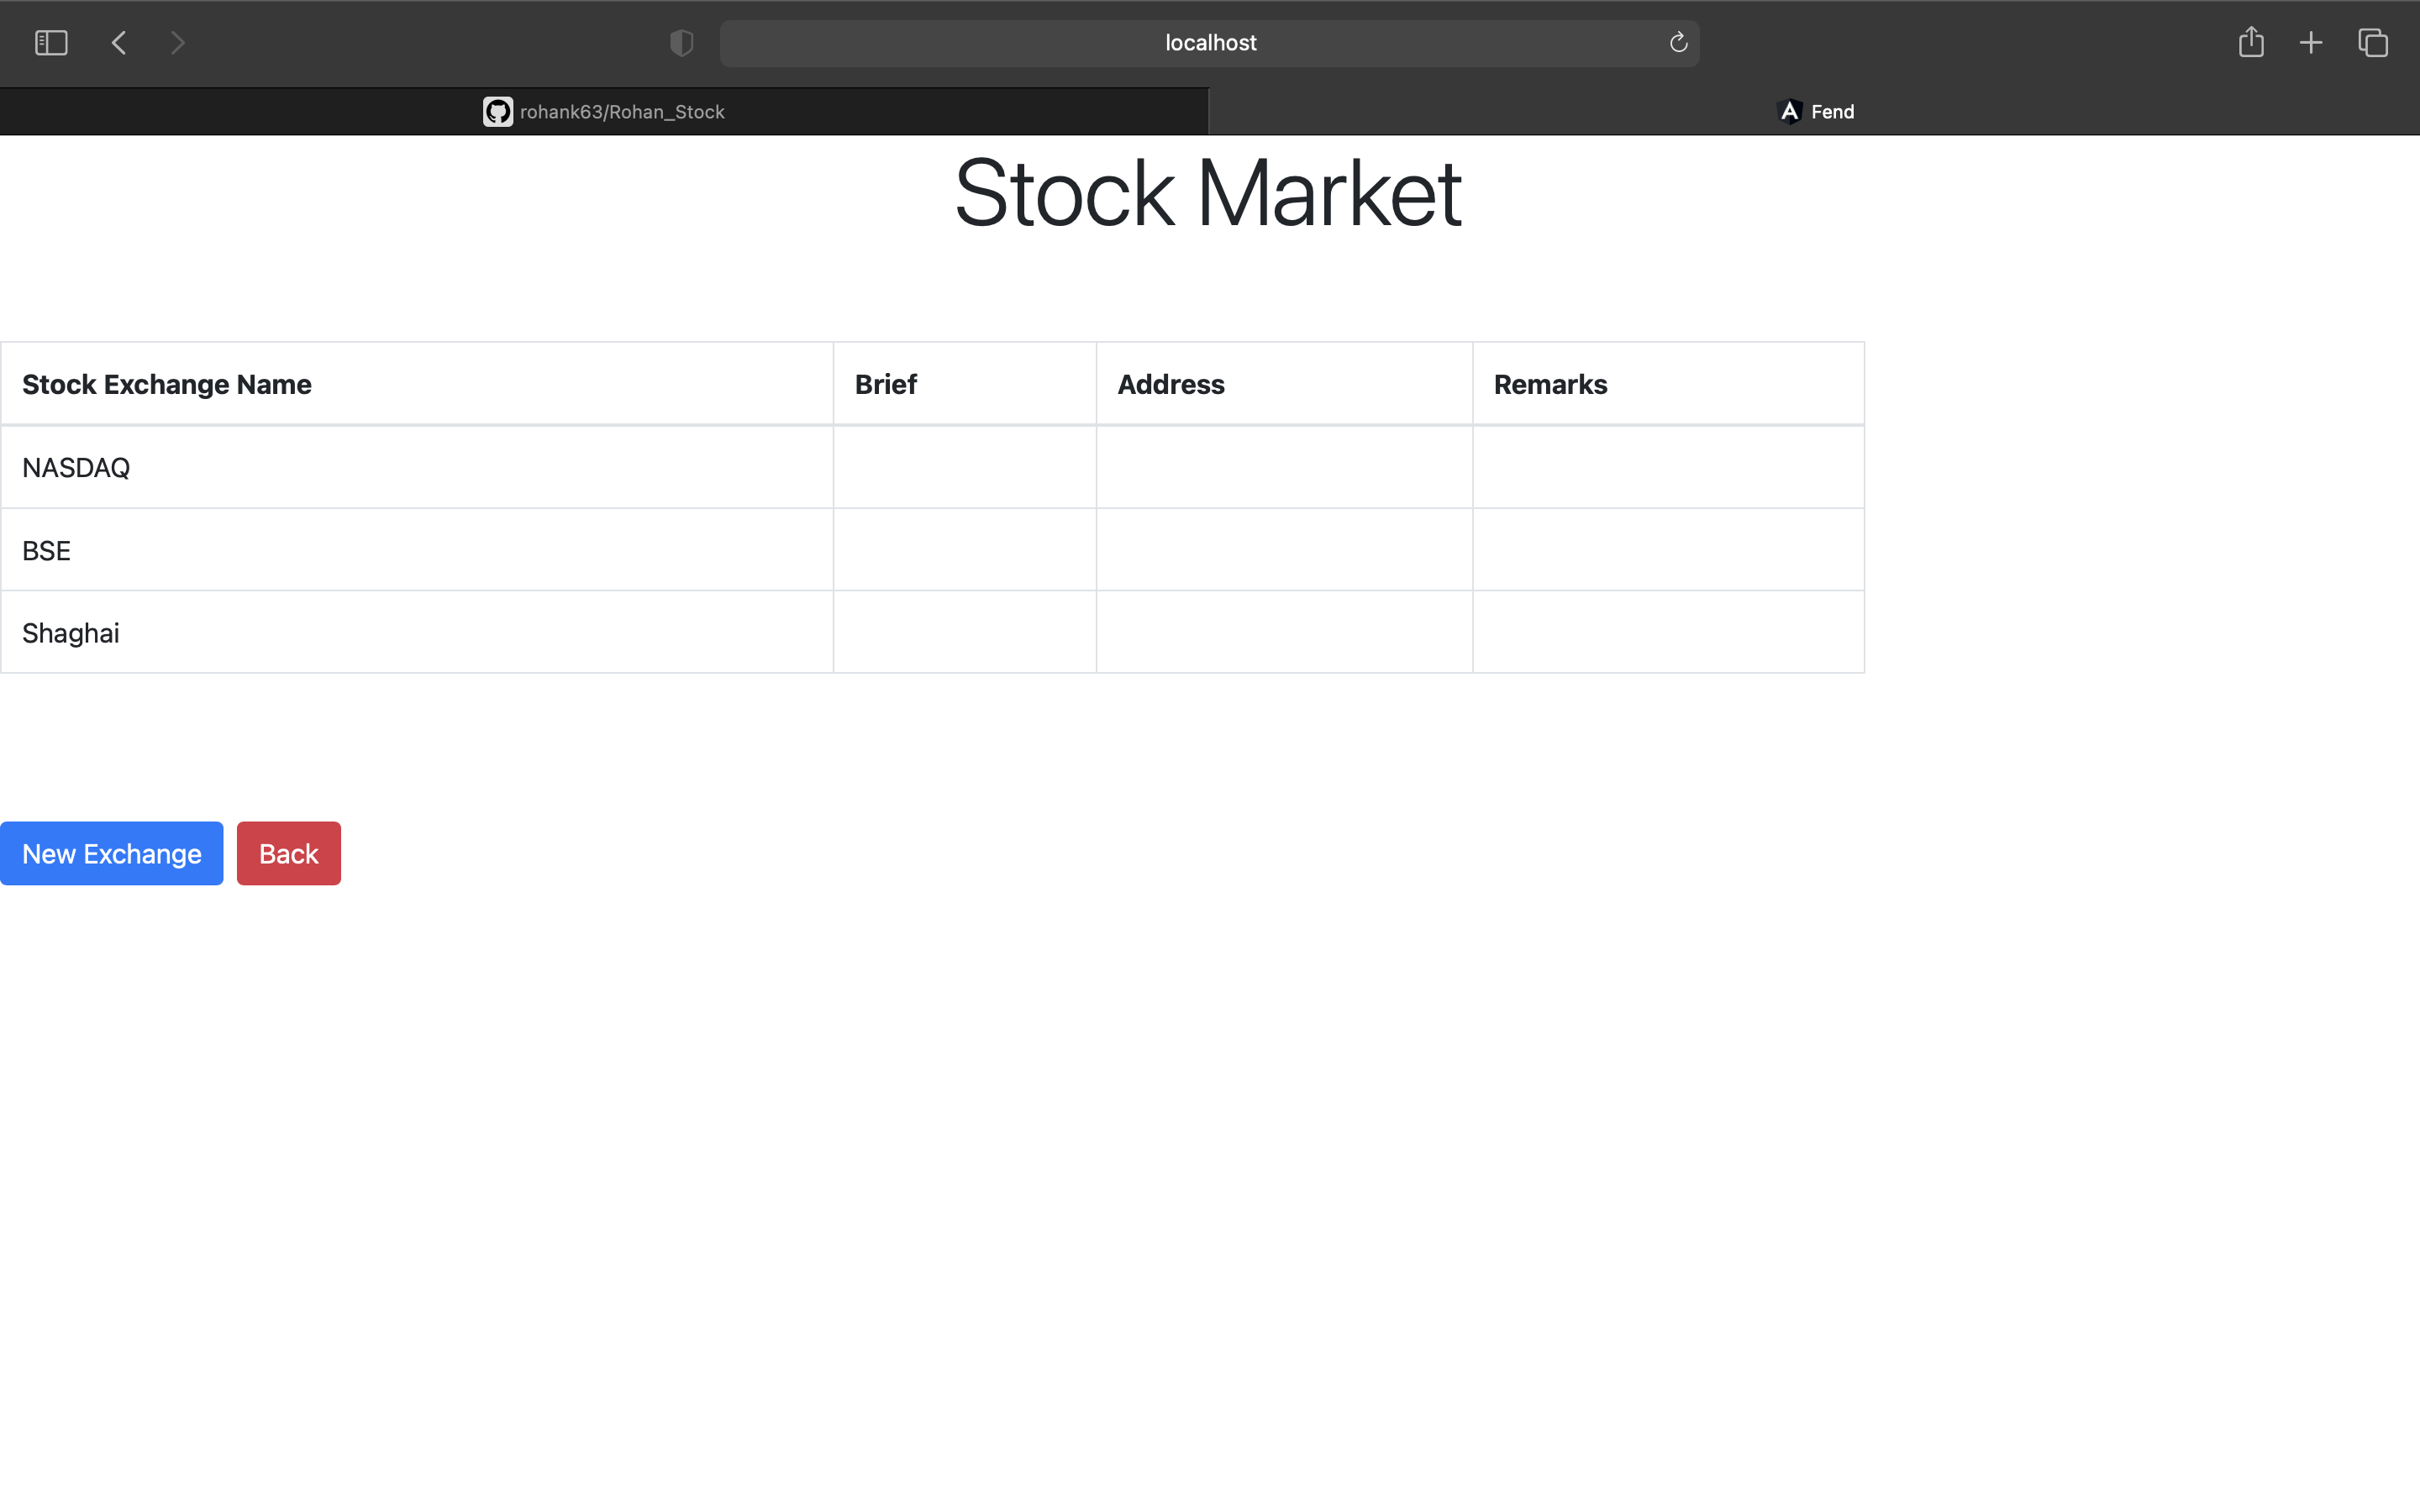 localhost
rohank63/Rohan_Stock
Fend
Stock Market
Stock Exchange Name Brief Address Remarks
NASDAQ
BSE
Shaghai
New Exchange Back